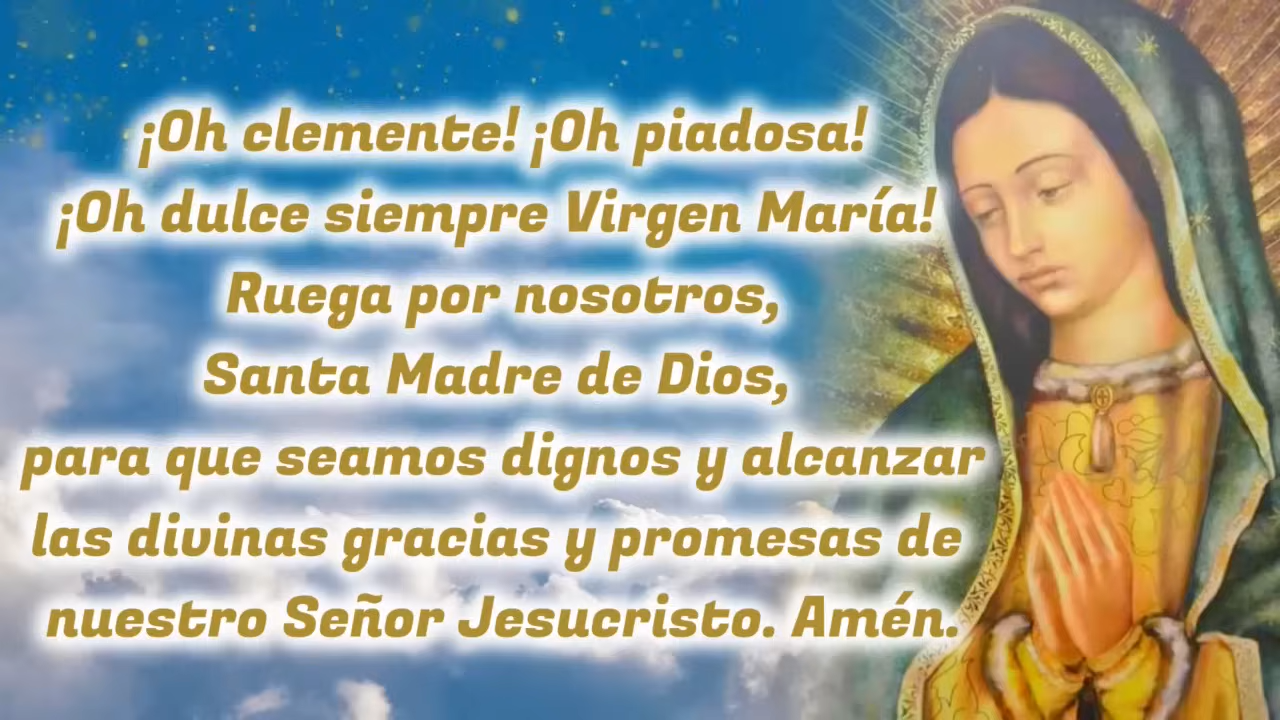 ¡Oh clemente! ¡Oh piadosa!
¡Oh dulce siempre Virgen María!
Ruega por nosotros,
Santa Madre de Dios,
para que seamos dignos y alcanzar
las divinas gracias y promesas de
nuestro Señor Jesucristo. Amén.